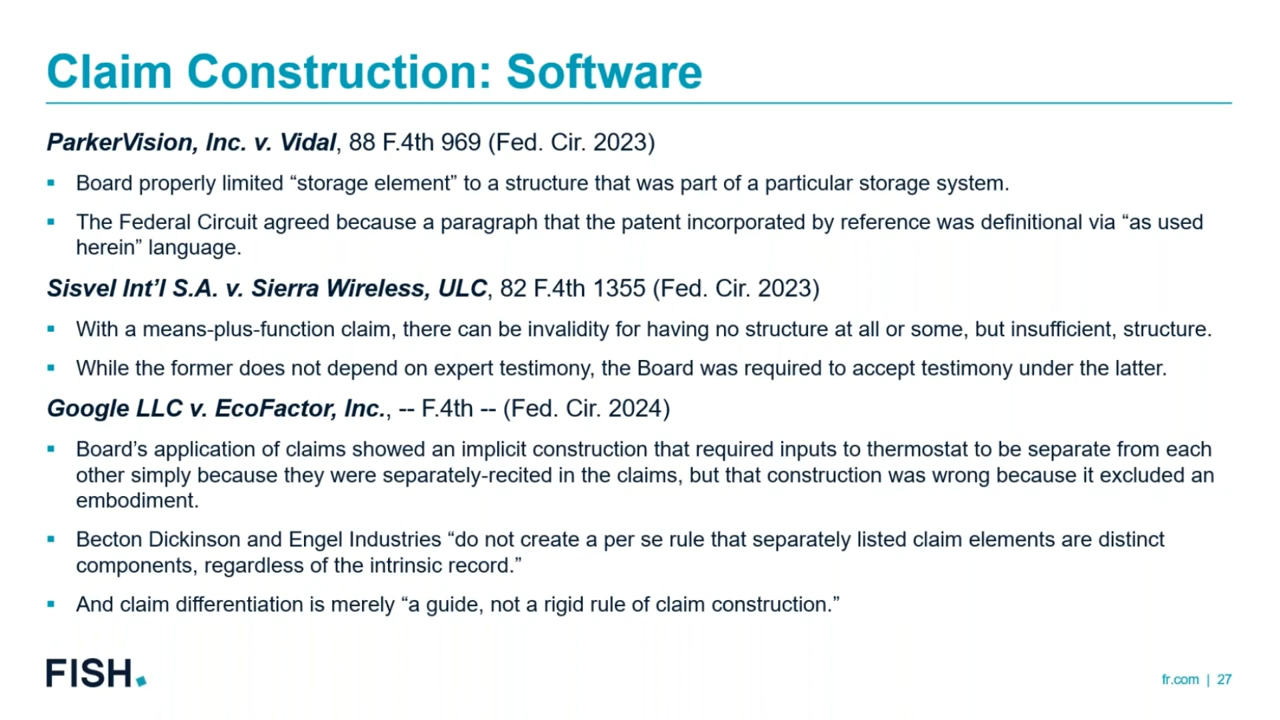 Claim Construction: Software
ParkerVision, Inc. v. Vidal, 88 F.4th 969 (Fed. Cir. 2023)
▪ Board properly limited “storage element” to a structure that was part of a particular storage system.
▪ The Federal Circuit agreed because a paragraph that the patent incorporated by reference was definitional via “as used
herein” language.
Sisvel Int’l S.A. v. Sierra Wireless, ULC, 82 F.4th 1355 (Fed. Cir. 2023)
▪ With a means-plus-function claim, there can be invalidity for having no structure at all or some, but insufficient, structure.
▪ While the former does not depend on expert testimony, the Board was required to accept testimony under the latter.
Google LLC v. EcoFactor, Inc., -- F.4th -- (Fed. Cir. 2024)
▪ Board’s application of claims showed an implicit construction that required inputs to thermostat to be separate from each
other simply because they were separately-recited in the claims, but that construction was wrong because it excluded an
embodiment.
▪ Becton Dickinson and Engel Industries “do not create a per se rule that separately listed claim elements are distinct
components, regardless of the intrinsic record.”
▪ And claim differentiation is merely “a guide, not a rigid rule of claim construction.”
FISH.
fr.com | 27